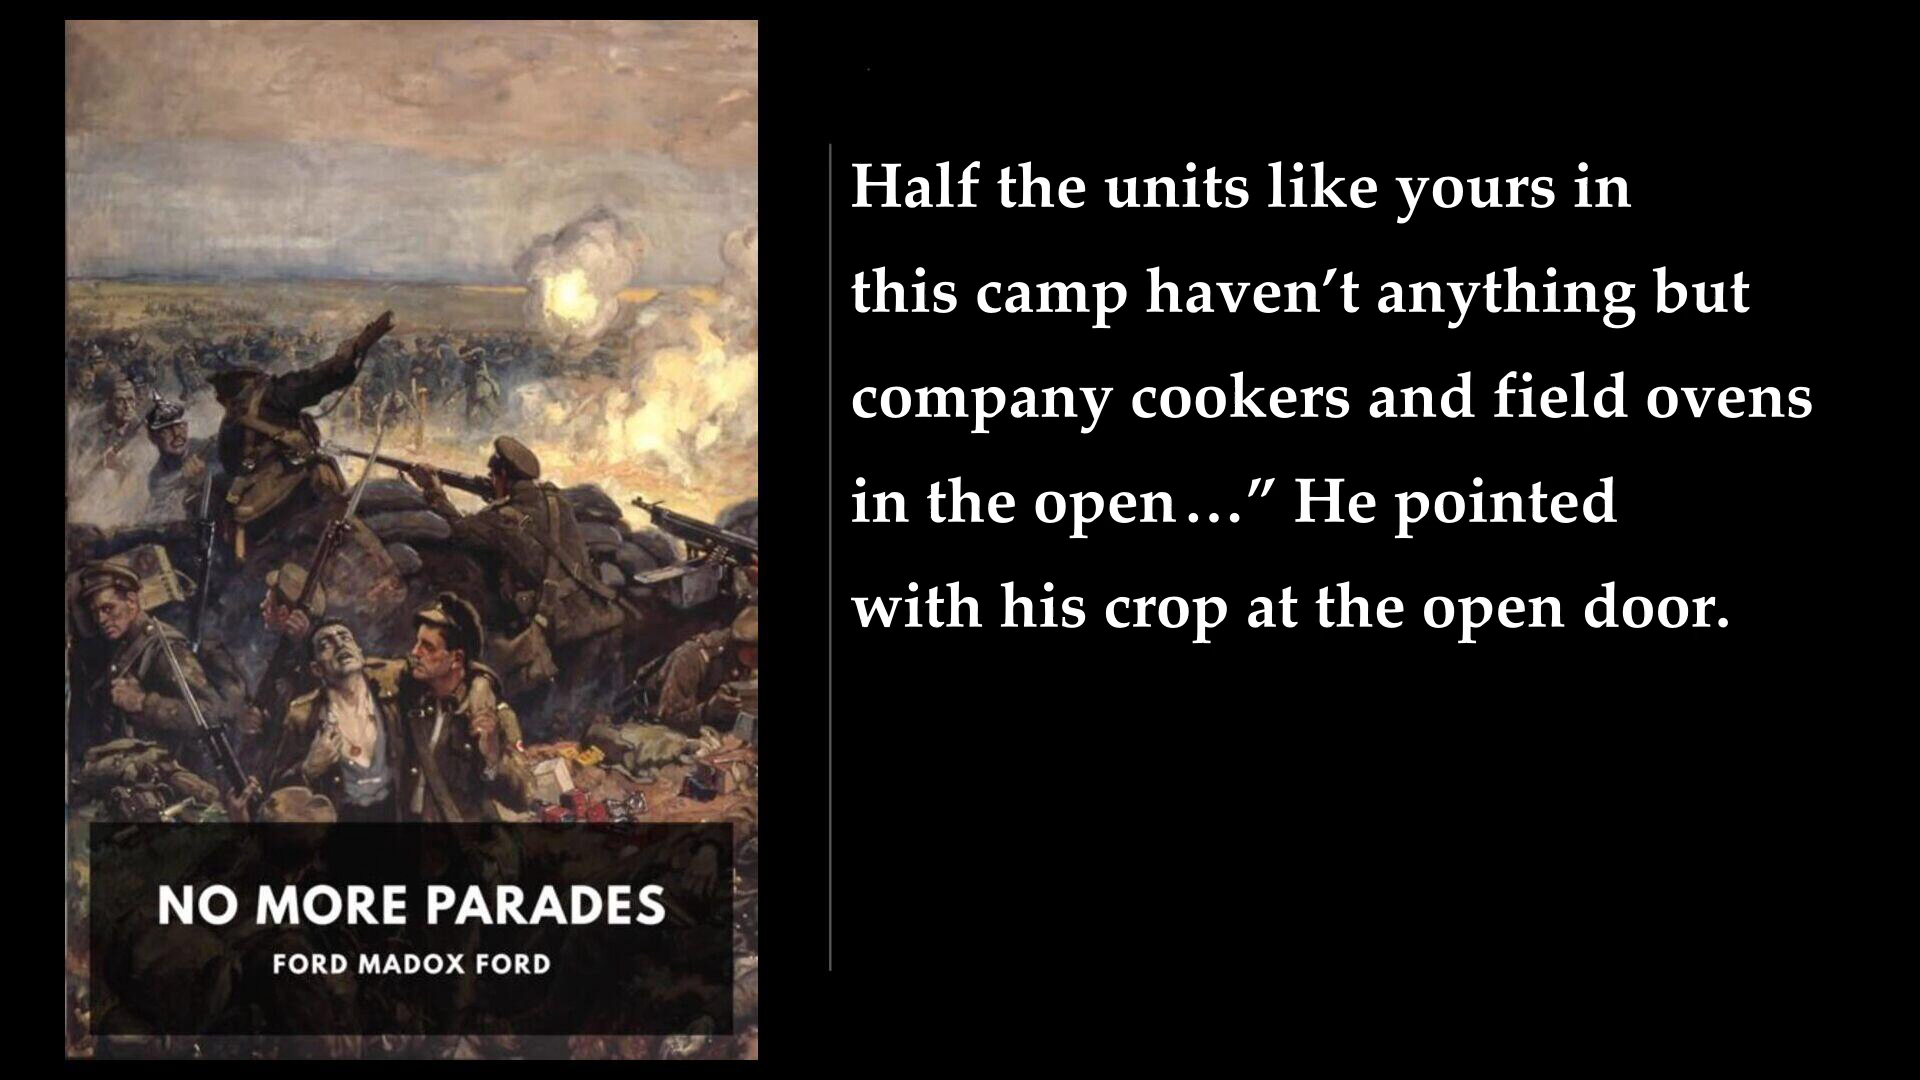 NO MORE PARADES
FORD MADOX FORD
Half the units like yours in
this camp haven’t anything but
company cookers and field ovens
in the open…” He pointed
with his crop at the open door.